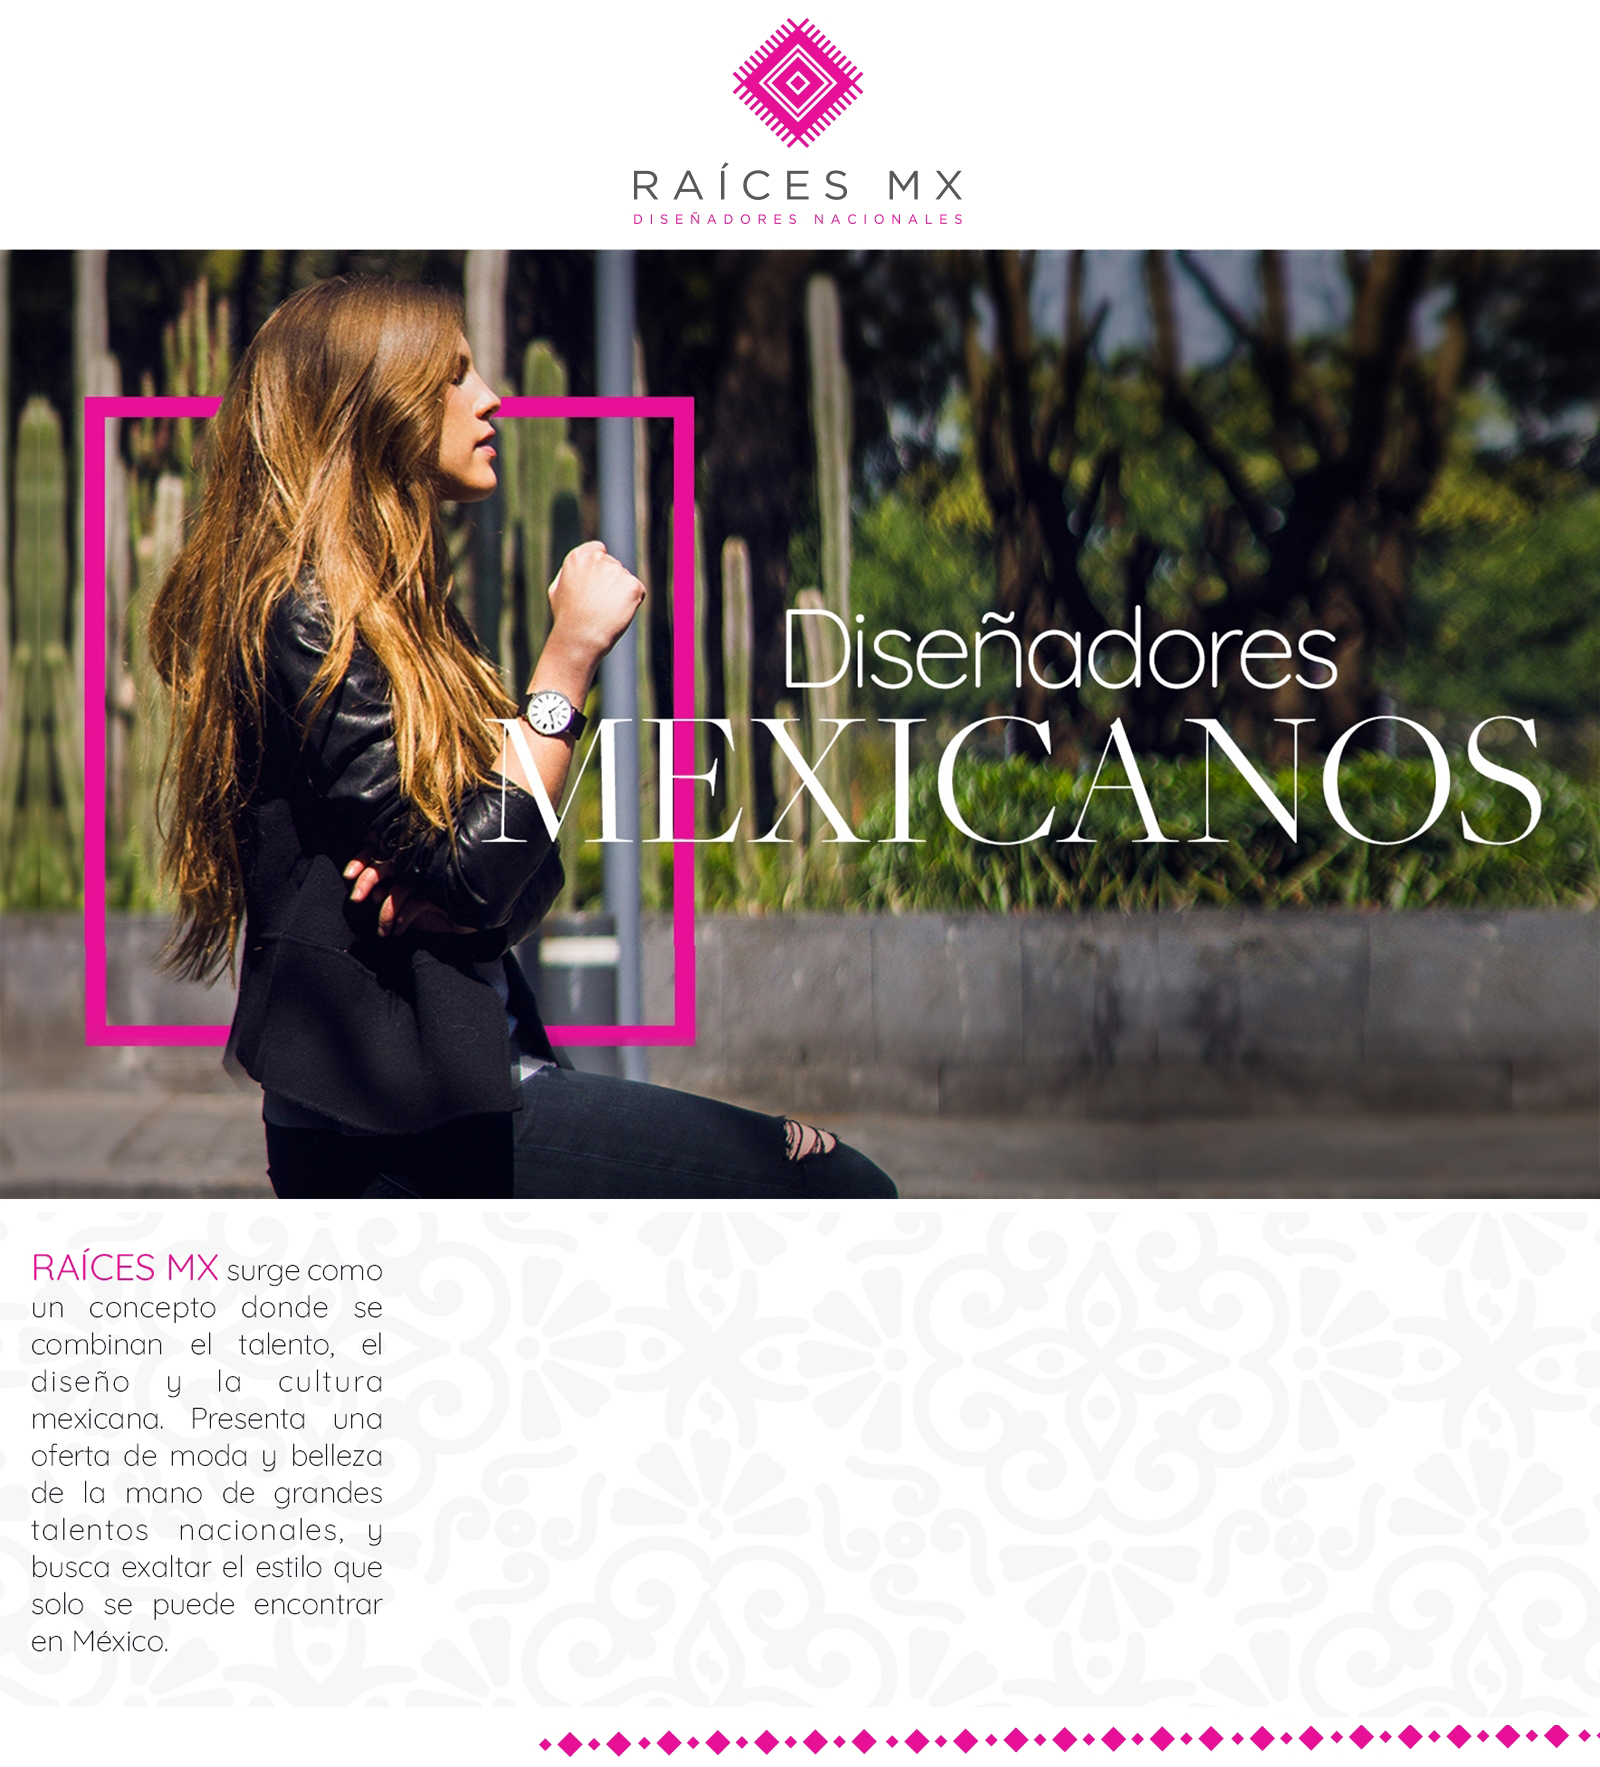 RAÍCES MX
DISEÑADORES NACIONALES
Diseñadores
MEXICANOS
RAÍCES MX surge como
un concepto donde se
combinan el talento, el
diseño y la cultura
mexicana. Presenta una
oferta de moda y belleza
de la mano de grandes
talentos nacionales, y
busca exaltar el estilo que
solo se puede encontrar
en México.